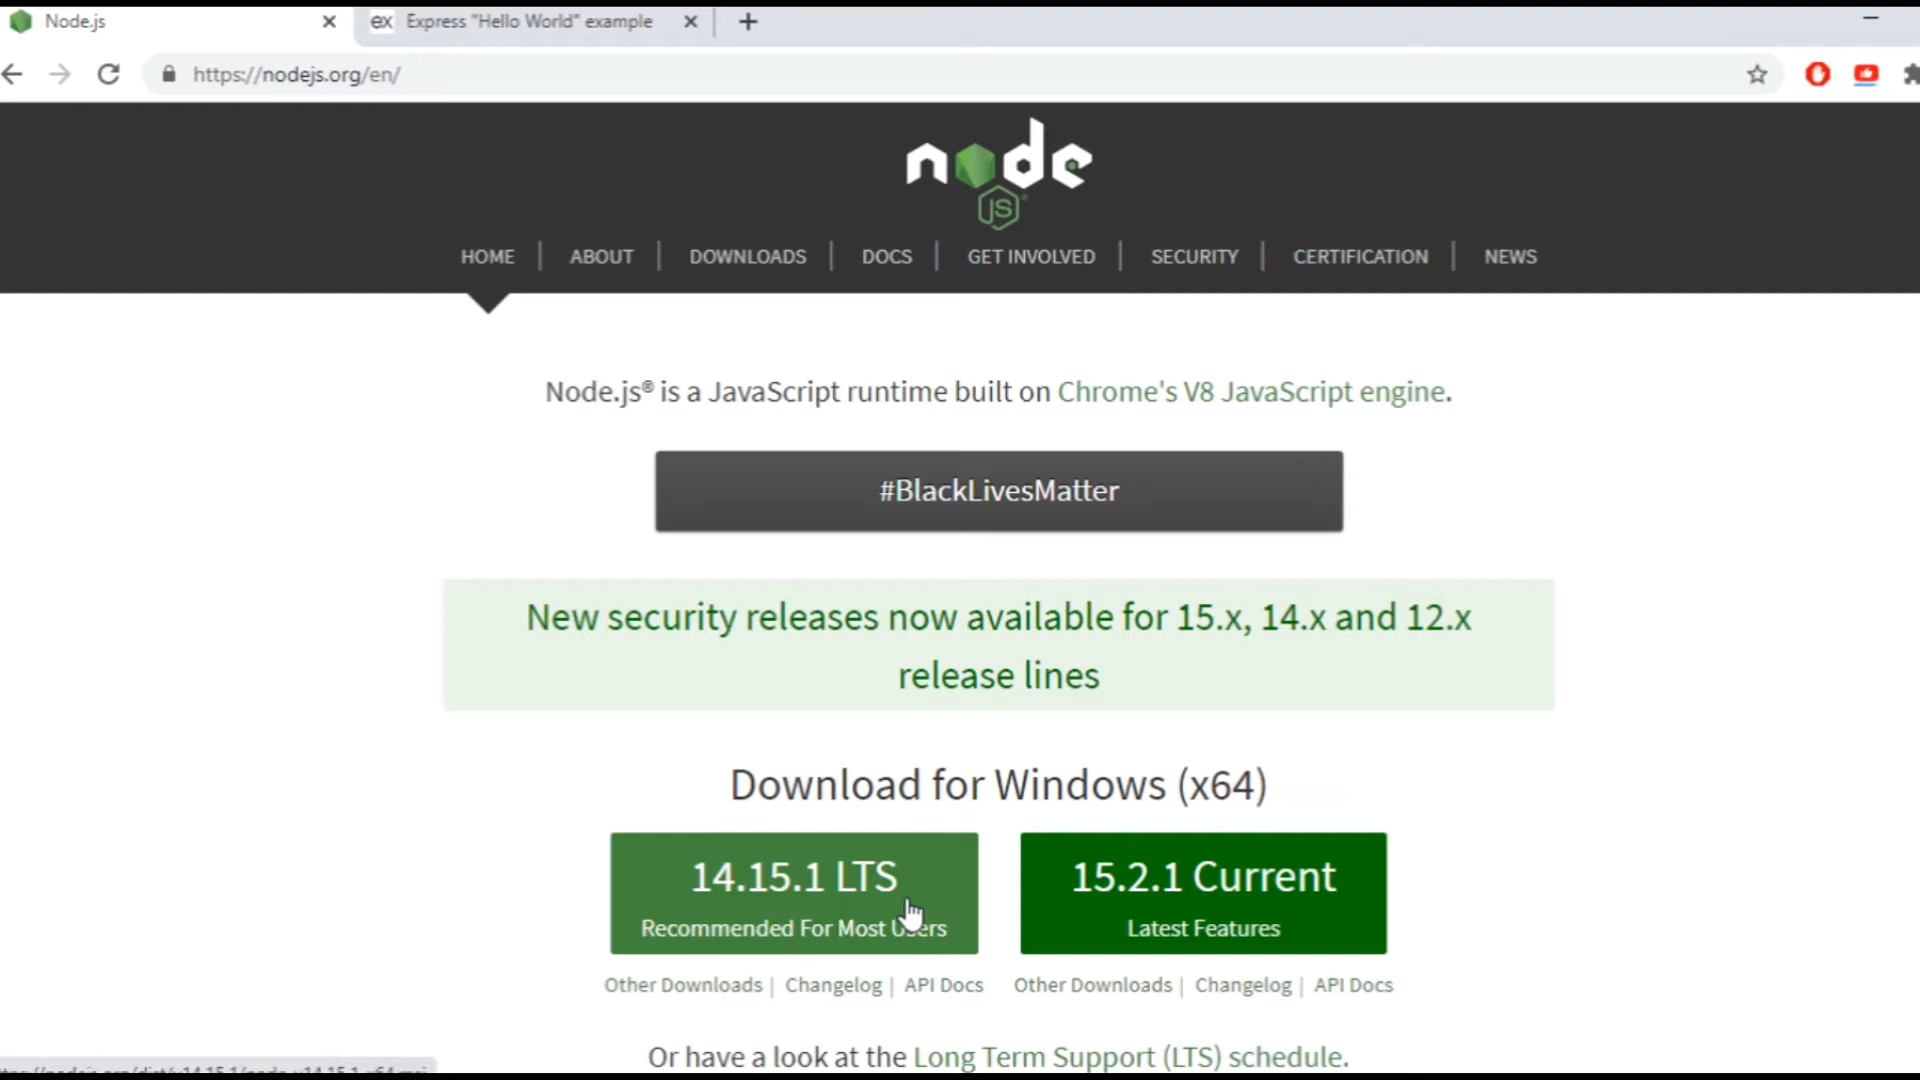 Node.js
ex Express "Hello World" example
https://nodejs.org/en/
node
JS
HOME | ABOUT | DOWNLOADS | DOCS | GET INVOLVED | SECURITY | CERTIFICATION | NEWS
Node.js® is a JavaScript runtime built on Chrome's V8 JavaScript engine.
#BlackLivesMatter
New security releases now available for 15.x, 14.x and 12.x
release lines
Download for Windows (x64)
14.15.1 LTS
Recommended For Most Users
15.2.1 Current
Latest Features
Other Downloads | Changelog | API Docs
Other Downloads | Changelog | API Docs
Or have a look at the Long Term Support (LTS) schedule.